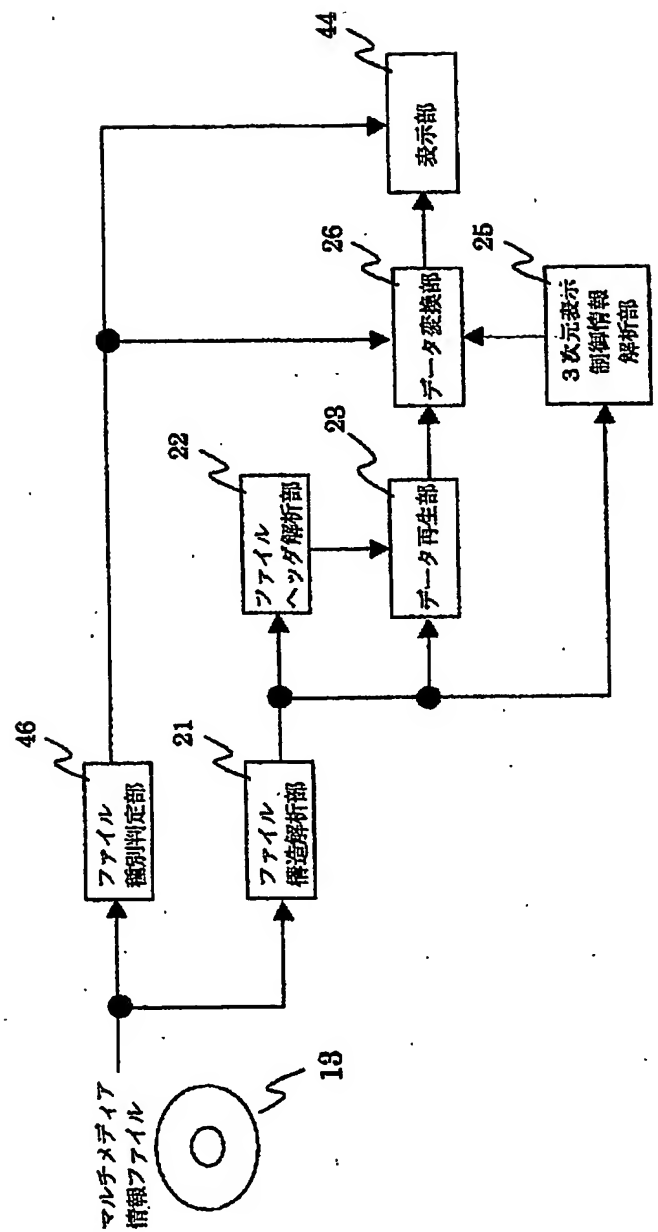 マルチメディア
情報ファイル
13
46
ファイル
種別判定部
21
ファイル
構造解析部
22
ファイル
ヘッダ解析部
23
データ再生部
26
データ変換部
25
3次元表示
制御情報
解析部
44
表示部